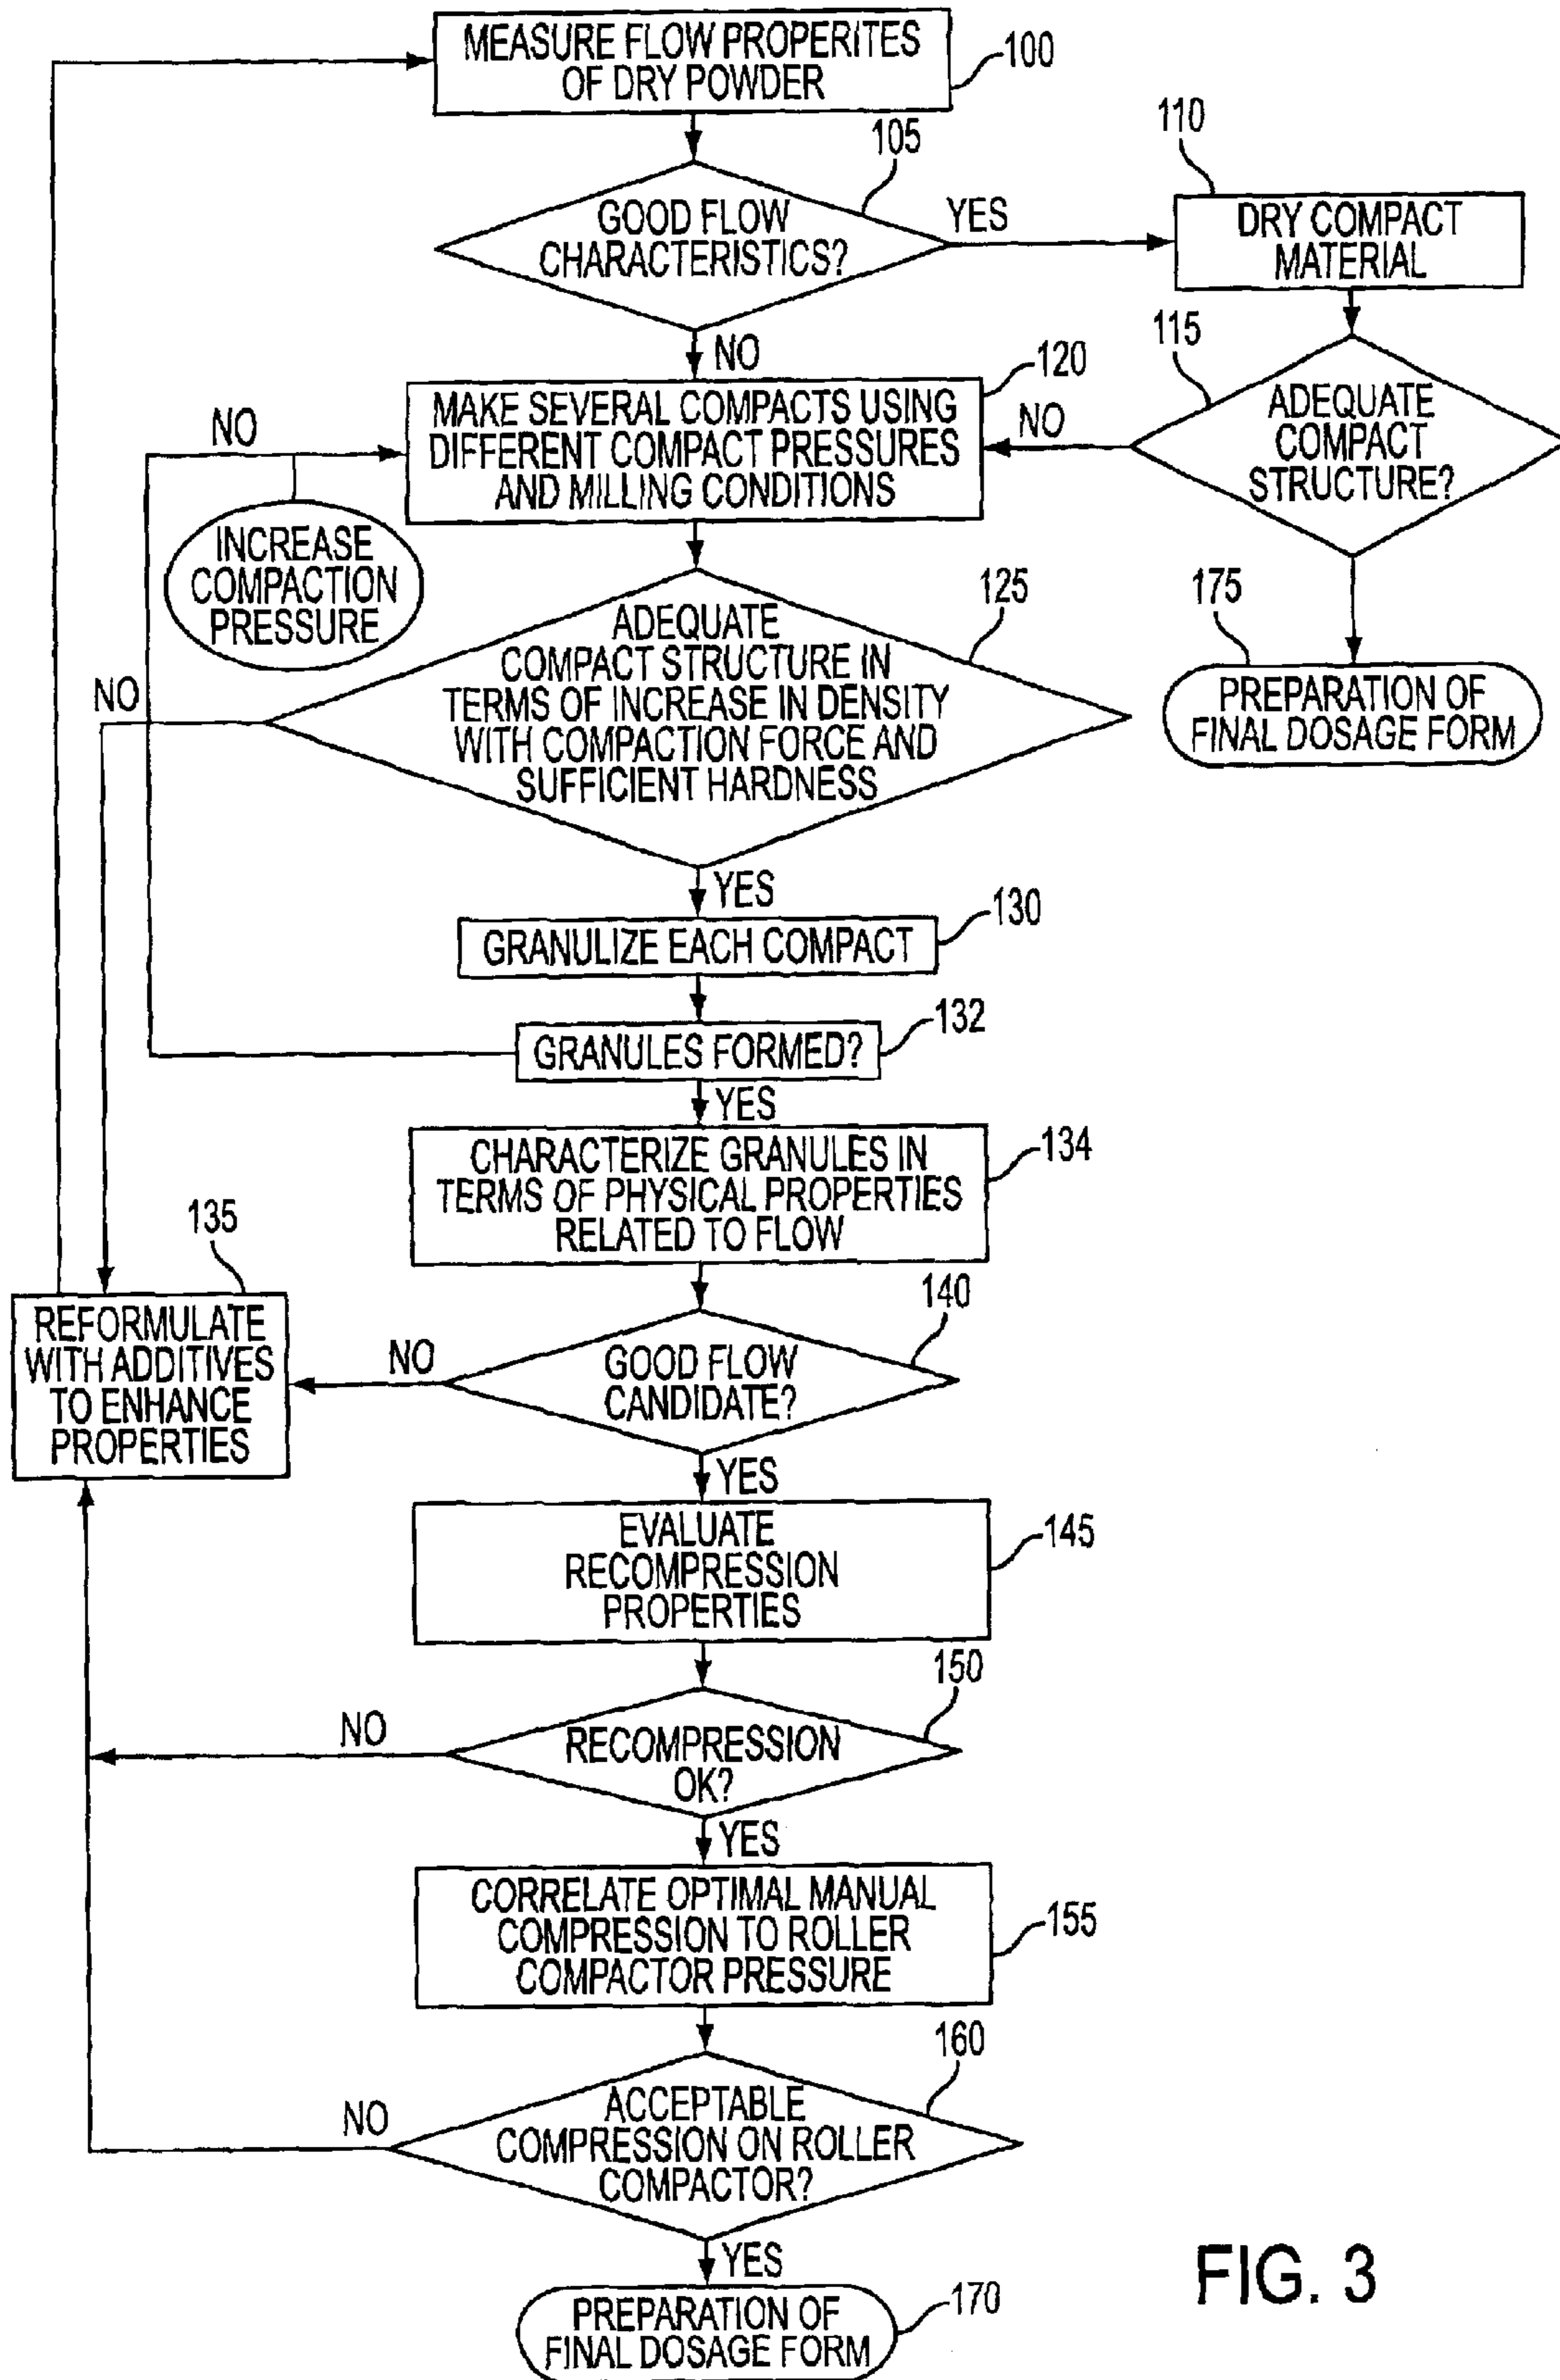 MEASURE FLOW PROPERITES
OF DRY POWDER
100
105
GOOD FLOW
CHARACTERISTICS?
YES
110
DRY COMPACT
MATERIAL
NO
115
ADEQUATE
COMPACT
STRUCTURE?
NO
120
MAKE SEVERAL COMPACTS USING
DIFFERENT COMPACT PRESSURES
AND MILLING CONDITIONS
NO
INCREASE
COMPACTION
PRESSURE
175
PREPARATION OF
FINAL DOSAGE FORM
125
ADEQUATE
COMPACT STRUCTURE IN
TERMS OF INCREASE IN DENSITY
WITH COMPACTION FORCE AND
SUFFICIENT HARDNESS
NO
YES
GRANULIZE EACH COMPACT
130
GRANULES FORMED?
132
YES
CHARACTERIZE GRANULES IN
TERMS OF PHYSICAL PROPERTIES
RELATED TO FLOW
134
135
REFORMULATE
WITH ADDITIVES
TO ENHANCE
PROPERTIES
NO
140
GOOD FLOW
CANDIDATE?
YES
EVALUATE
RECOMPRESSION
PROPERTIES
145
150
NO
RECOMPRESSION
OK?
YES
CORRELATE OPTIMAL MANUAL
COMPRESSION TO ROLLER
COMPACTOR PRESSURE
155
160
NO
ACCEPTABLE
COMPRESSION ON ROLLER
COMPACTOR?
YES
PREPARATION OF
FINAL DOSAGE FORM
170
FIG. 3